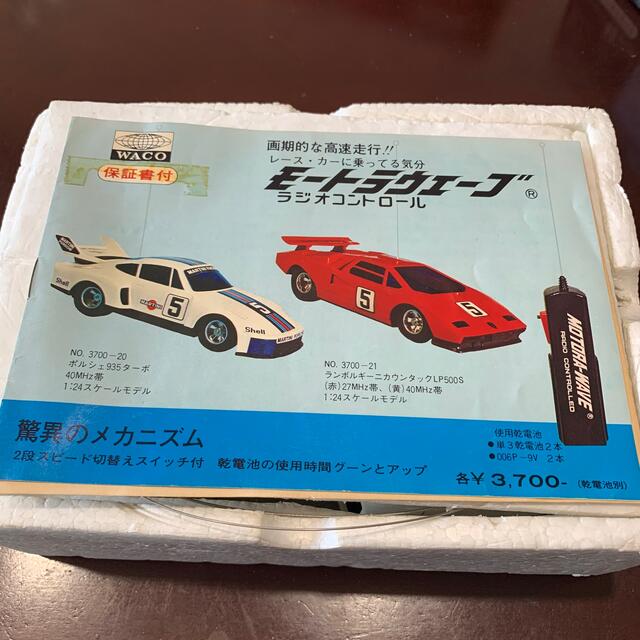 WACO
保証書付
画期的な高速走行!!
レース・カーに乗ってる気分
モートラウェーブ®
ラジオコントロール
5
Shell
MARTINI
5
Shell
5
5
MOTORA-WAVE®
RADIO CONTROLLED
NO. 3700-20
ポルシェ935ターボ
40MHz帯
1:24スケールモデル
NO. 3700-21
ランボルギーニカウンタックLP500S
(赤)27MHz帯、(黄)40MHz帯
1:24スケールモデル
驚異のメカニズム
2段スピード切替えスイッチ付 乾電池の使用時間グーンとアップ
使用乾電池
●単3乾電池2本
●006P-9V 2本
各¥3,700-(乾電池別)